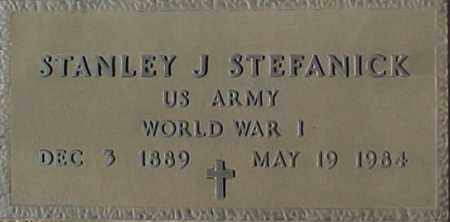 STANLEY J STEFANICK
US ARMY
WORLD WAR I
DEC 3 1889 MAY 19 1984